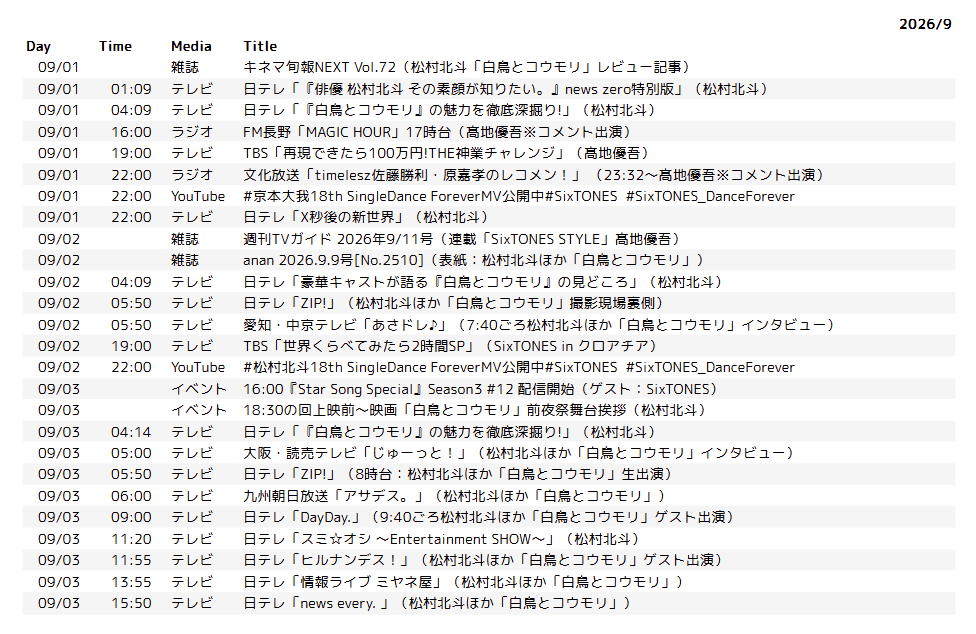 2026/9
Day Time Media Title
09/01 雑誌 キネマ旬報NEXT Vol.72（松村北斗「白鳥とコウモリ」レビュー記事）
09/01 01:09 テレビ 日テレ「『俳優 松村北斗 その素顔が知りたい。』news zero特別版」（松村北斗）
09/01 04:09 テレビ 日テレ「『白鳥とコウモリ』の魅力を徹底深掘り!」（松村北斗）
09/01 16:00 ラジオ FM長野「MAGIC HOUR」17時台（髙地優吾※コメント出演）
09/01 19:00 テレビ TBS「再現できたら100万円!THE神業チャレンジ」（髙地優吾）
09/01 22:00 ラジオ 文化放送「timelesz佐藤勝利・原嘉孝のレコメン！」（23:32～髙地優吾※コメント出演）
09/01 22:00 YouTube #京本大我18th SingleDance ForeverMV公開中#SixTONES #SixTONES_DanceForever
09/01 22:00 テレビ 日テレ「X秒後の新世界」（松村北斗）
09/02 雑誌 週刊TVガイド 2026年9/11号（連載「SixTONES STYLE」髙地優吾）
09/02 雑誌 anan 2026.9.9号[No.2510]（表紙：松村北斗ほか「白鳥とコウモリ」）
09/02 04:09 テレビ 日テレ「豪華キャストが語る『白鳥とコウモリ』の見どころ」（松村北斗）
09/02 05:50 テレビ 日テレ「ZIP!」（松村北斗ほか「白鳥とコウモリ」撮影現場裏側）
09/02 05:50 テレビ 愛知・中京テレビ「あさドレ♪」（7:40ごろ松村北斗ほか「白鳥とコウモリ」インタビュー）
09/02 19:00 テレビ TBS「世界くらべてみたら2時間SP」（SixTONES in クロアチア）
09/02 22:00 YouTube #松村北斗18th SingleDance ForeverMV公開中#SixTONES #SixTONES_DanceForever
09/03 イベント 16:00『Star Song Special』Season3 #12 配信開始（ゲスト：SixTONES）
09/03 イベント 18:30の回上映前～映画「白鳥とコウモリ」前夜祭舞台挨拶（松村北斗）
09/03 04:14 テレビ 日テレ「『白鳥とコウモリ』の魅力を徹底深掘り!」（松村北斗）
09/03 05:00 テレビ 大阪・読売テレビ「じゅーっと！」（松村北斗ほか「白鳥とコウモリ」インタビュー）
09/03 05:50 テレビ 日テレ「ZIP!」（8時台：松村北斗ほか「白鳥とコウモリ」生出演）
09/03 06:00 テレビ 九州朝日放送「アサデス。」（松村北斗ほか「白鳥とコウモリ」）
09/03 09:00 テレビ 日テレ「DayDay.」（9:40ごろ松村北斗ほか「白鳥とコウモリ」ゲスト出演）
09/03 11:20 テレビ 日テレ「スミ☆オシ ～Entertainment SHOW～」（松村北斗）
09/03 11:55 テレビ 日テレ「ヒルナンデス！」（松村北斗ほか「白鳥とコウモリ」ゲスト出演）
09/03 13:55 テレビ 日テレ「情報ライブ ミヤネ屋」（松村北斗ほか「白鳥とコウモリ」）
09/03 15:50 テレビ 日テレ「news every. 」（松村北斗ほか「白鳥とコウモリ」）